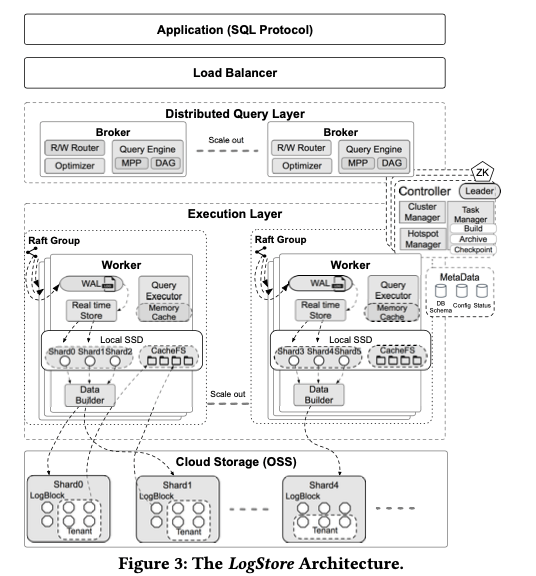 Application (SQL Protocol)
Load Balancer
Distributed Query Layer
Broker
R/W Router
Query Engine
Optimizer
MPP
DAG
Scale out
Broker
R/W Router
Query Engine
Optimizer
MPP
DAG
ZK
Controller
Leader
Cluster
Manager
Task
Manager
Hotspot
Manager
Build
Archive
Checkpoint
Execution Layer
Raft Group
Worker
WAL
Query
Executor
Real time
Store
Memory
Cache
Local SSD
Shard0 Shard1 Shard2
CacheFS
Data
Builder
Scale out
Raft Group
Worker
WAL
Query
Executor
Real time
Store
Memory
Cache
Local SSD
Shard3 Shard4 Shard5
CacheFS
Data
Builder
MetaData
DB
Schema
Config
Status
Cloud Storage (OSS)
Shard0
LogBlock
Tenant
Shard1
LogBlock
Tenant
Shard4
LogBlock
Tenant
Figure 3: The LogStore Architecture.